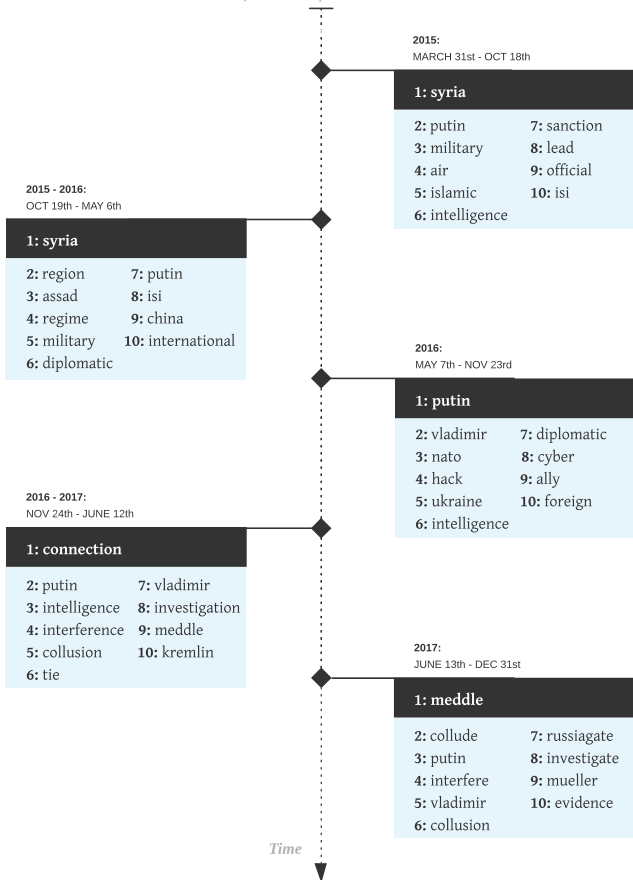 2015:
MARCH 31st - OCT 18th
1: syria
2: putin
3: military
4: air
5: islamic
6: intelligence
7: sanction
8: lead
9: official
10: isi
2015 - 2016:
OCT 19th - MAY 6th
1: syria
2: region
3: assad
4: regime
5: military
6: diplomatic
7: putin
8: isi
9: china
10: international
2016:
MAY 7th - NOV 23rd
1: putin
2: vladimir
3: nato
4: hack
5: ukraine
6: intelligence
7: diplomatic
8: cyber
9: ally
10: foreign
2016 - 2017:
NOV 24th - JUNE 12th
1: connection
2: putin
3: intelligence
4: interference
5: collusion
6: tie
7: vladimir
8: investigation
9: meddle
10: kremlin
2017:
JUNE 13th - DEC 31st
1: meddle
2: collude
3: putin
4: interfere
5: vladimir
6: collusion
7: russiagate
8: investigate
9: mueller
10: evidence
Time